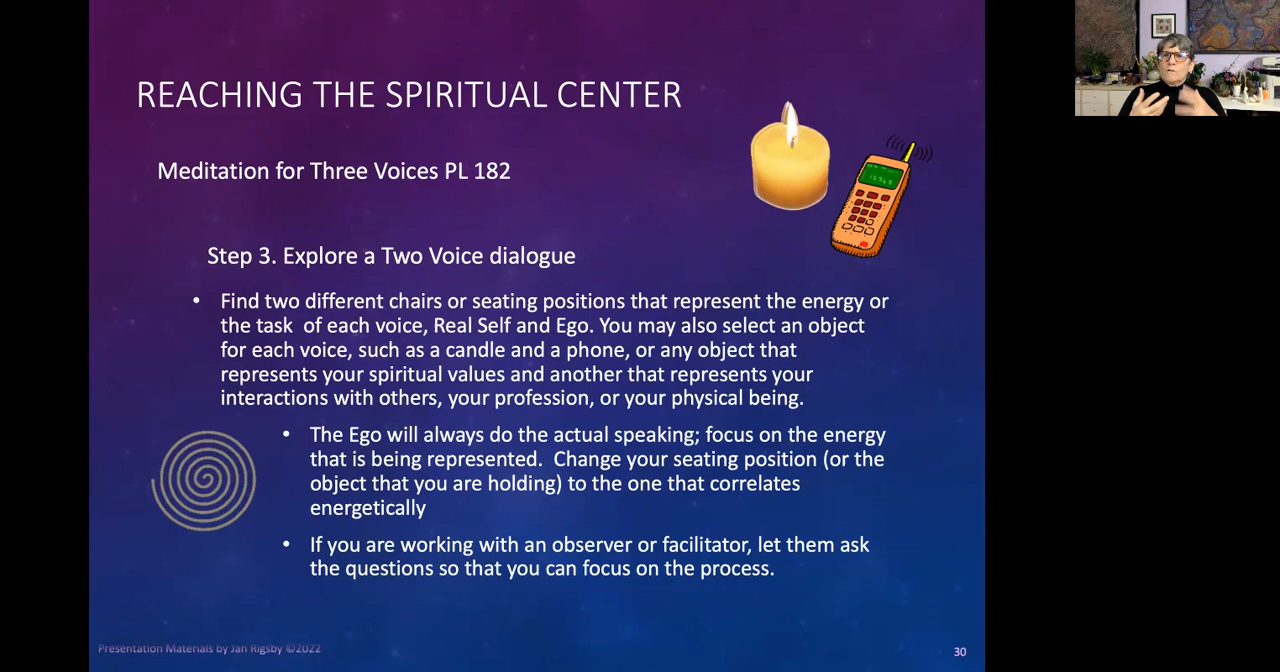 REACHING THE SPIRITUAL CENTER
Meditation for Three Voices PL 182
Step 3. Explore a Two Voice dialogue
• Find two different chairs or seating positions that represent the energy or
the task of each voice, Real Self and Ego. You may also select an object
for each voice, such as a candle and a phone, or any object that
represents your spiritual values and another that represents your
interactions with others, your profession, or your physical being.
• The Ego will always do the actual speaking; focus on the energy
that is being represented. Change your seating position (or the
object that you are holding) to the one that correlates
energetically
• If you are working with an observer or facilitator, let them ask
the questions so that you can focus on the process.
Presentation Materials by Jan Rigsby ©2022
30